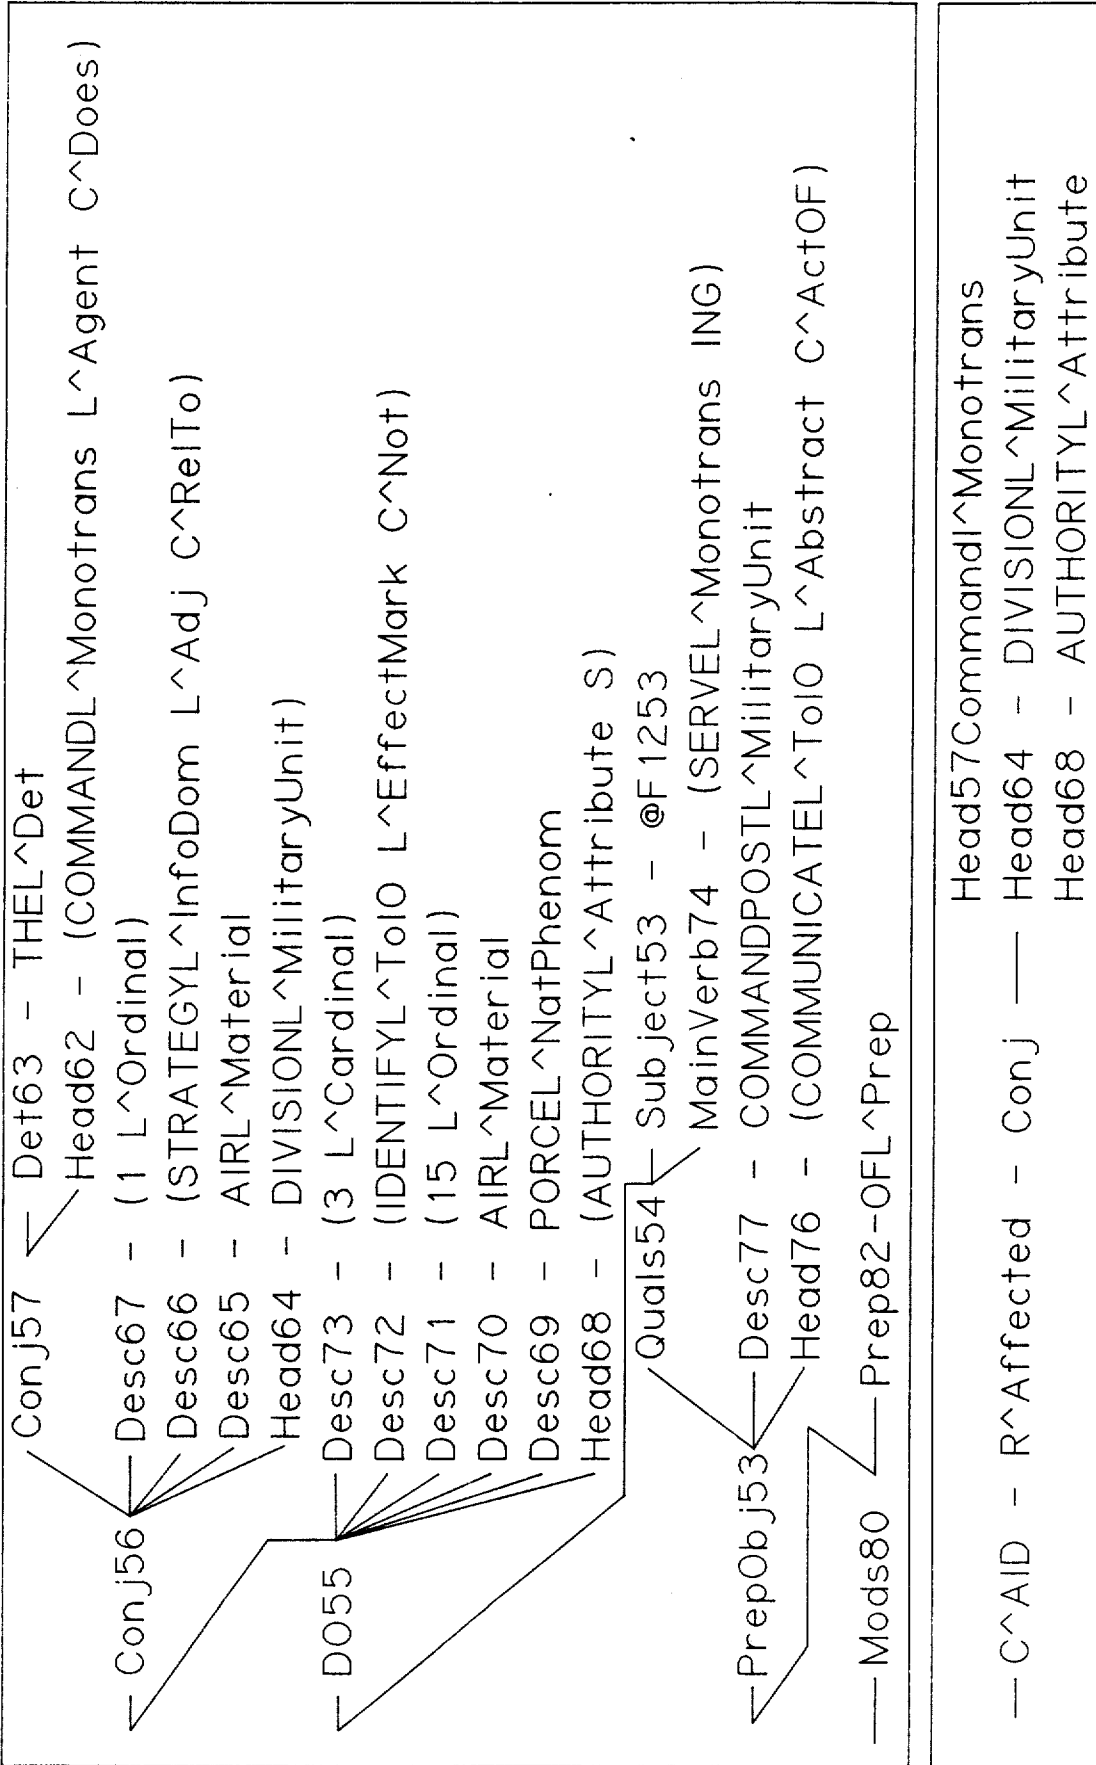 Conj57 - Det63 - THEL^Det
Head62 - (COMMANDL^Monotrans L^Agent C^Does)
Conj56 - Desc67 - (1 L^Ordinal)
Desc66 - (STRATEGYL^InfoDom L^Adj C^RelTo)
Desc65 - AIRL^Material
Head64 - DIVISIONL^MilitaryUnit)
DO55 - Desc73 - (3 L^Cardinal)
Desc72 - (IDENTIFYL^ToIO L^EffectMark C^Not)
Desc71 - (15 L^Ordinal)
Desc70 - AIRL^Material
Desc69 - PORCEL^NatPhenom
Head68 - (AUTHORITYL^Attribute S)
Quals54 - Subject53 - @F1253
MainVerb74 - (SERVEL^Monotrans ING)
PrepObj53 - Desc77 - COMMANDPOSTL^MilitaryUnit
Head76 - (COMMUNICATEL^ToIO L^Abstract C^ActOF)
Mods80 - Prep82-OFL^Prep
Head57CommandI^Monotrans
C^AID - R^Affected - Conj - Head64 - DIVISIONL^MilitaryUnit
Head68 - AUTHORITYL^Attribute